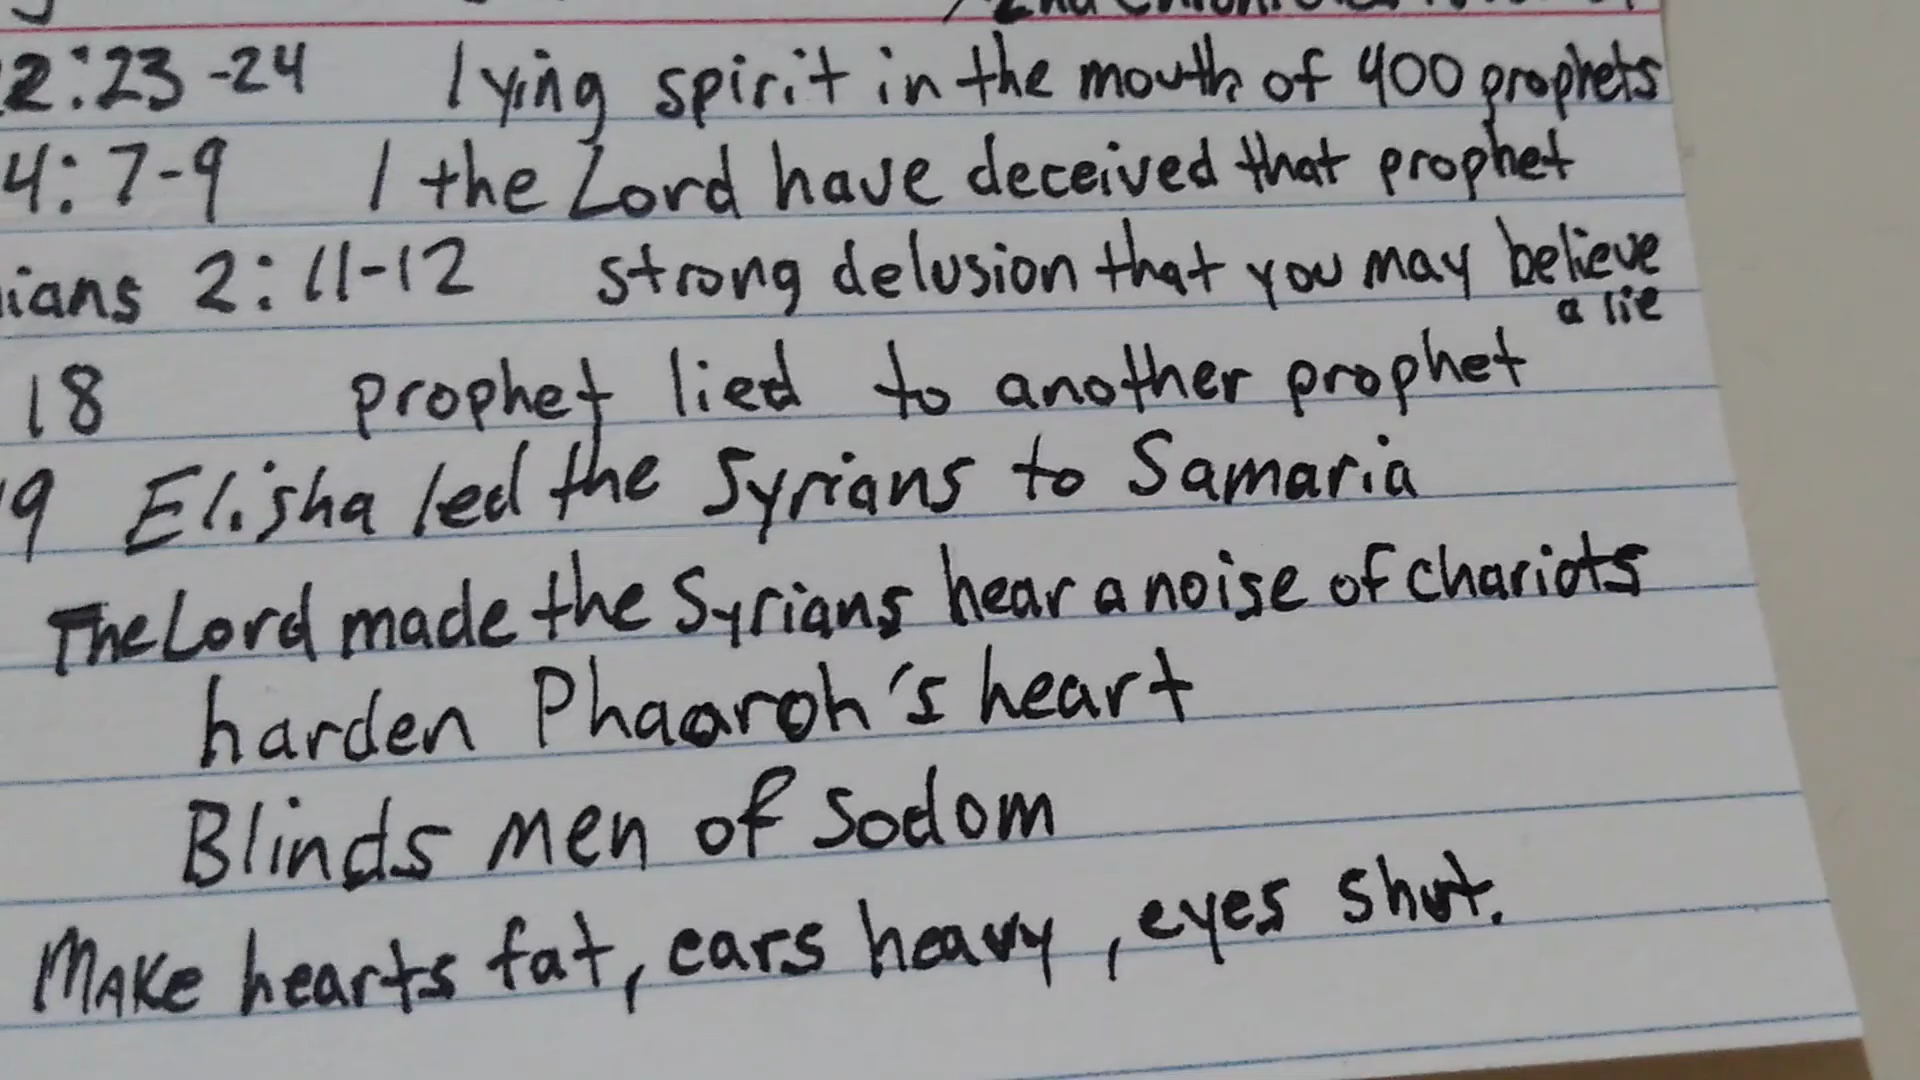 2:23-24 lying spirit in the mouth of 400 prophets
4:7-9 I the Lord have deceived that prophet
ians 2:11-12 strong delusion that you may believe
a lie
18 prophet lied to another prophet
9 Elisha led the Syrians to Samaria
The Lord made the Syrians hear a noise of chariots
harden Phaaroh's heart
Blinds men of Sodom
Make hearts fat, ears heavy, eyes shut.